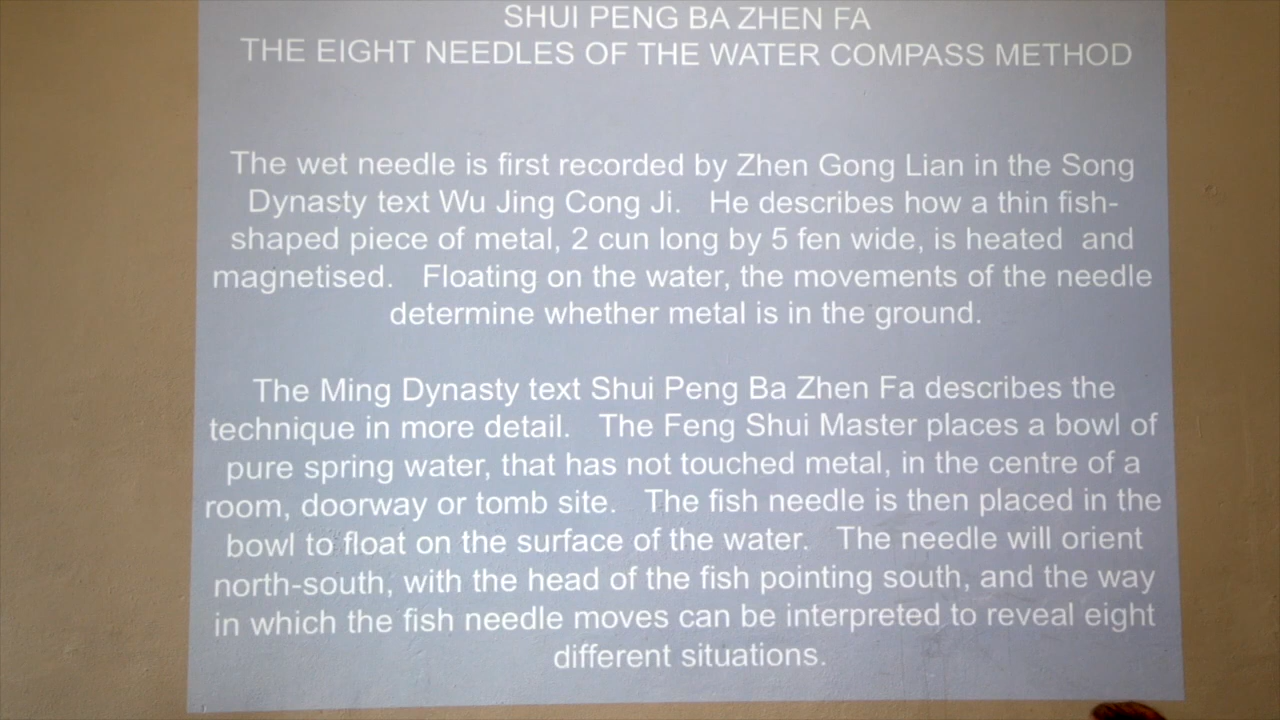 SHUI PENG BA ZHEN FA
THE EIGHT NEEDLES OF THE WATER COMPASS METHOD
The wet needle is first recorded by Zhen Gong Lian in the Song
Dynasty text Wu Jing Cong Ji. He describes how a thin fish-
shaped piece of metal, 2 cun long by 5 fen wide, is heated and
magnetised. Floating on the water, the movements of the needle
determine whether metal is in the ground.
The Ming Dynasty text Shui Peng Ba Zhen Fa describes the
technique in more detail. The Feng Shui Master places a bowl of
pure spring water, that has not touched metal, in the centre of a
room, doorway or tomb site. The fish needle is then placed in the
bowl to float on the surface of the water. The needle will orient
north-south, with the head of the fish pointing south, and the way
in which the fish needle moves can be interpreted to reveal eight
different situations.